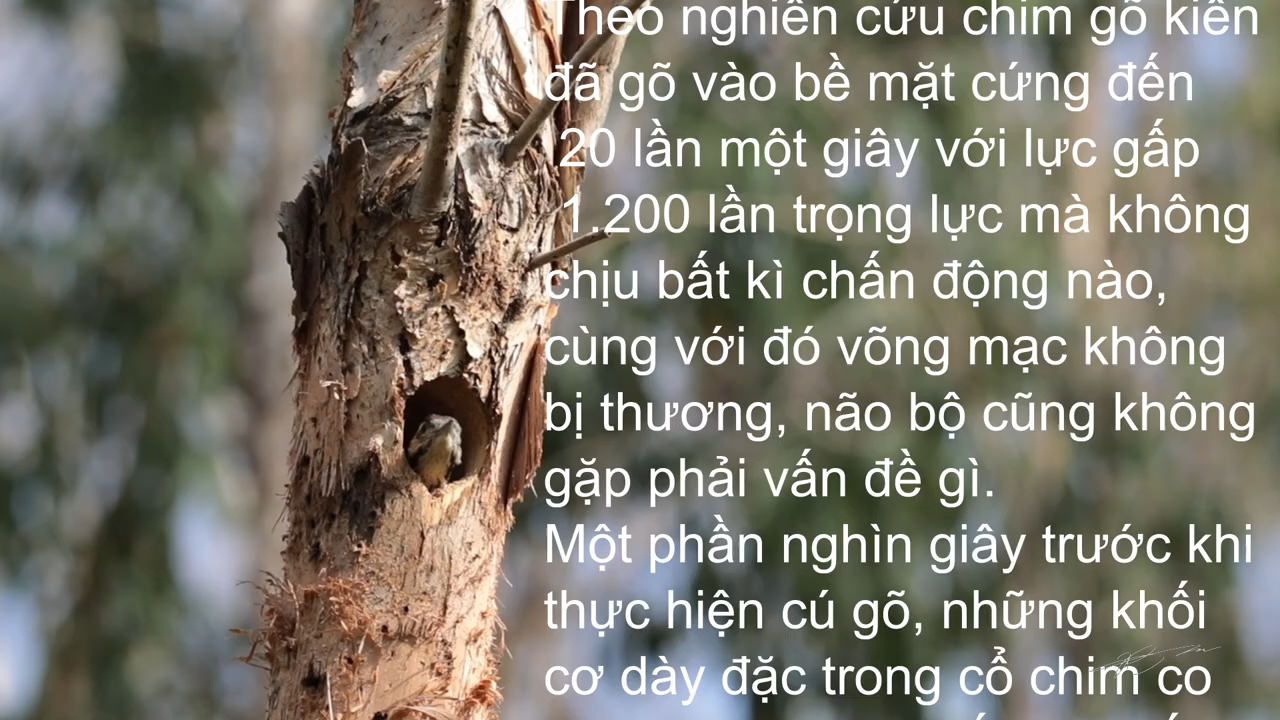 Theo nghiên cứu chim gõ kiến
đã gõ vào bề mặt cứng đến
20 lần một giây với lực gấp
1.200 lần trọng lực mà không
chịu bất kì chấn động nào,
cùng với đó võng mạc không
bị thương, não bộ cũng không
gặp phải vấn đề gì.
Một phần nghìn giây trước khi
thực hiện cú gõ, những khối
cơ dày đặc trong cổ chim co